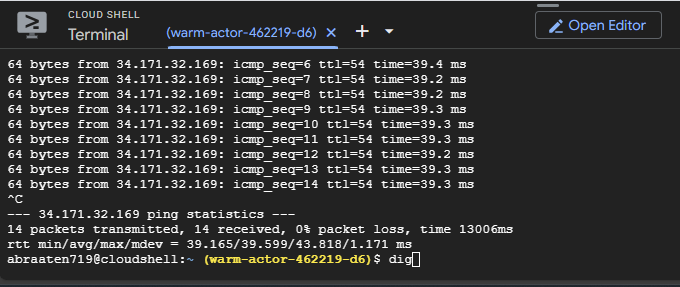 CLOUD SHELL
Terminal
(warm-actor-462219-d6)
Open Editor
64 bytes from 34.171.32.169: icmp_seq=6 ttl=54 time=39.4 ms
64 bytes from 34.171.32.169: icmp_seq=7 ttl=54 time=39.2 ms
64 bytes from 34.171.32.169: icmp_seq=8 ttl=54 time=39.2 ms
64 bytes from 34.171.32.169: icmp_seq=9 ttl=54 time=39.3 ms
64 bytes from 34.171.32.169: icmp_seq=10 ttl=54 time=39.3 ms
64 bytes from 34.171.32.169: icmp_seq=11 ttl=54 time=39.3 ms
64 bytes from 34.171.32.169: icmp_seq=12 ttl=54 time=39.2 ms
64 bytes from 34.171.32.169: icmp_seq=13 ttl=54 time=39.3 ms
64 bytes from 34.171.32.169: icmp_seq=14 ttl=54 time=39.3 ms
^C
--- 34.171.32.169 ping statistics ---
14 packets transmitted, 14 received, 0% packet loss, time 13006ms
rtt min/avg/max/mdev = 39.165/39.599/43.818/1.171 ms
abraaten719@cloudshell:~ (warm-actor-462219-d6)$ dig